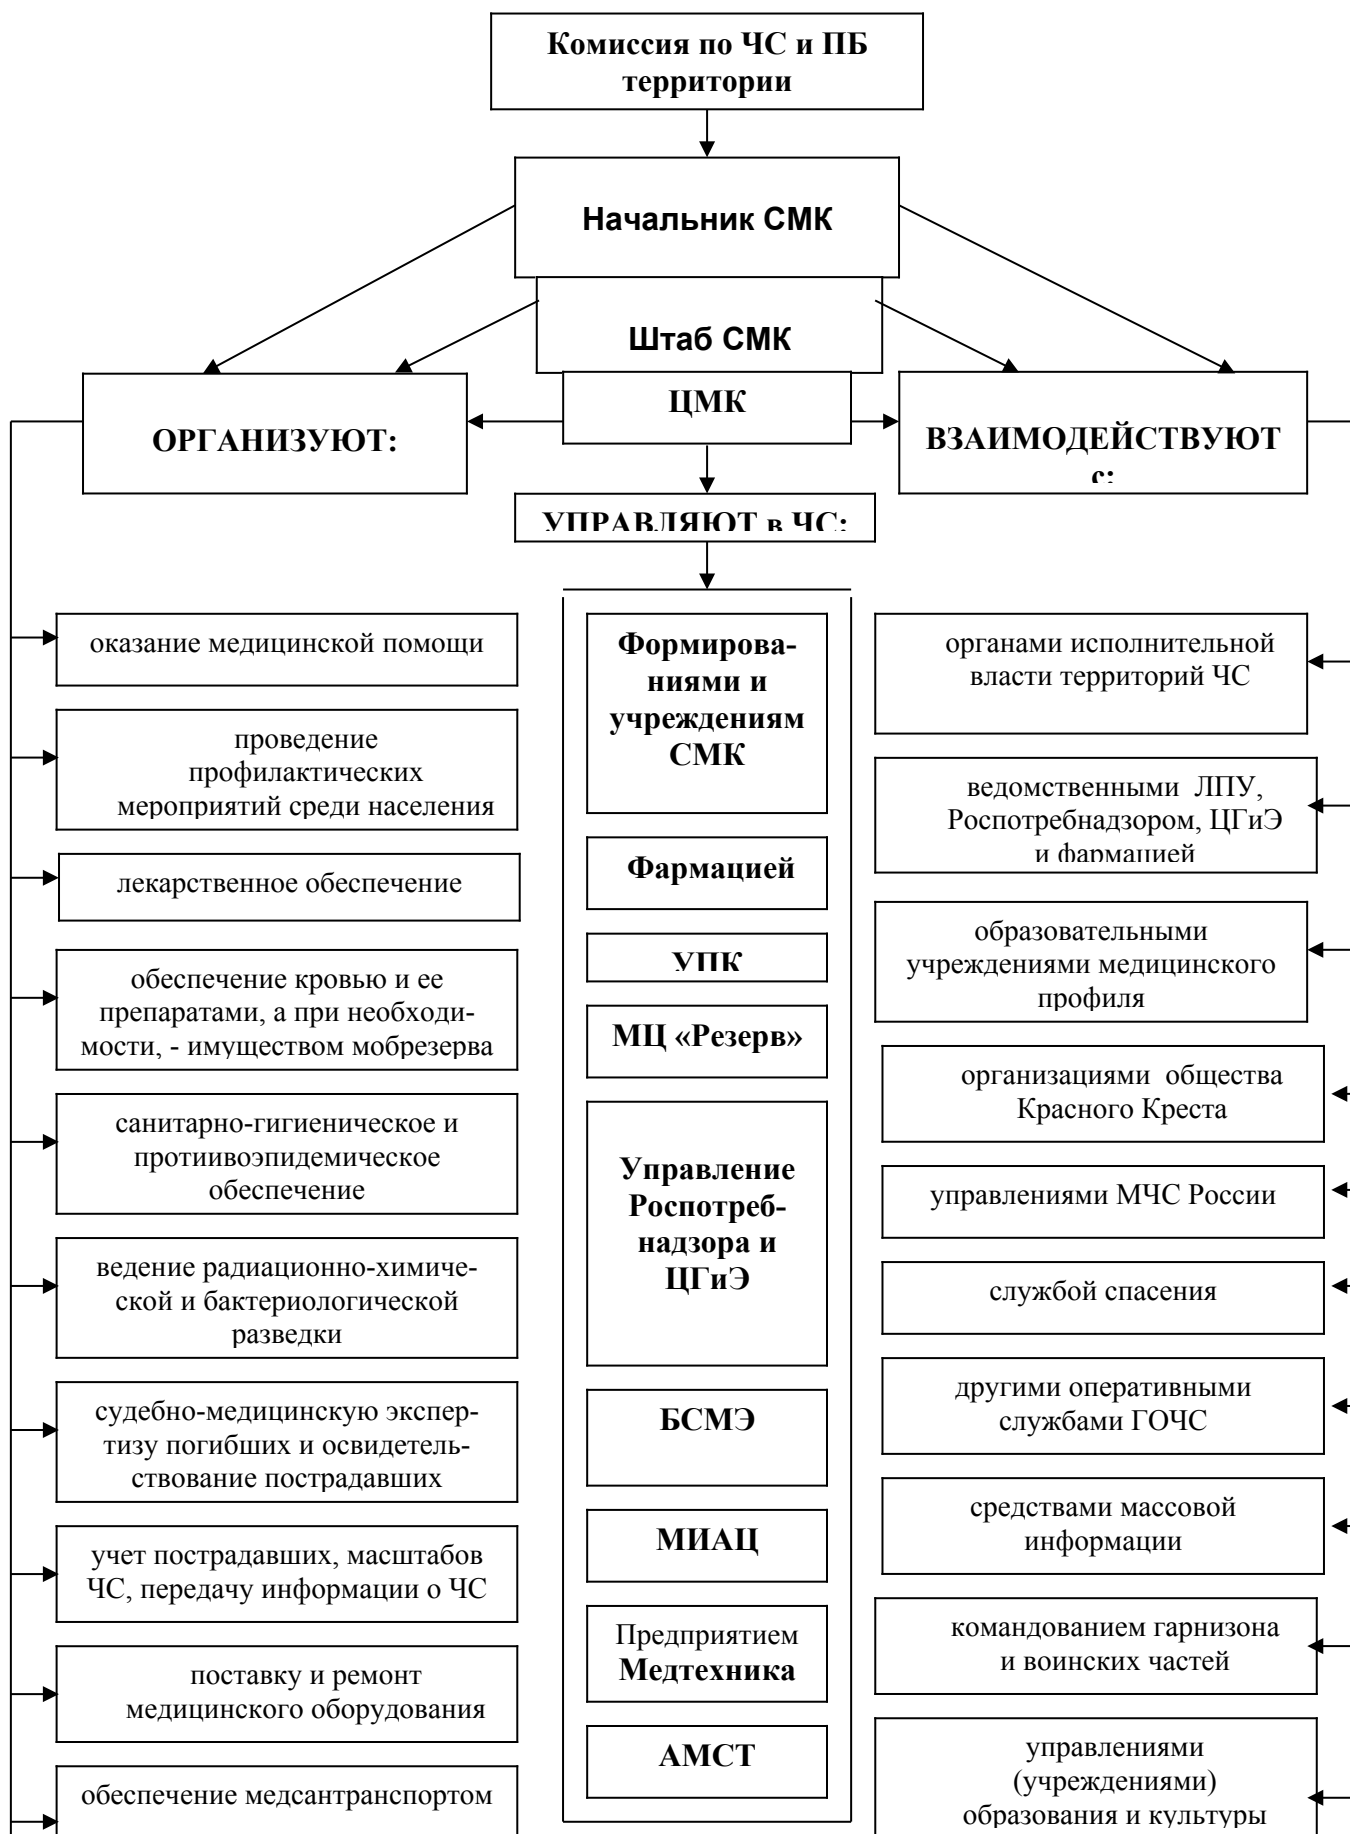 Комиссия по ЧС и ПБ
территории
Начальник СМК
Штаб СМК
ЦМК
ОРГАНИЗУЮТ:
ВЗАИМОДЕЙСТВУЮТ
с:
УПРАВЛЯЮТ в ЧС:
оказание медицинской помощи
проведение
профилактических
мероприятий среди населения
лекарственное обеспечение
обеспечение кровью и ее
препаратами, а при необходи-
мости, - имуществом мобрезерва
санитарно-гигиеническое и
протиивоэпидемическое
обеспечение
ведение радиационно-химиче-
ской и бактериологической
разведки
судебно-медицинскую экспер-
тизу погибших и освидетель-
ствование пострадавших
учет пострадавших, масштабов
ЧС, передачу информации о ЧС
поставку и ремонт
медицинского оборудования
обеспечение медсантранспортом
Формирова-
ниями и
учреждениям
СМК
Фармацией
УПК
МЦ «Резерв»
Управление
Роспотреб-
надзора и
ЦГиЭ
БСМЭ
МИАЦ
Предприятием
Медтехника
АМСТ
органами исполнительной
власти территорий ЧС
ведомственными ЛПУ,
Роспотребнадзором, ЦГиЭ
и фармацией
образовательными
учреждениями медицинского
профиля
организациями общества
Красного Креста
управлениями МЧС России
службой спасения
другими оперативными
службами ГОЧС
средствами массовой
информации
командованием гарнизона
и воинских частей
управлениями
(учреждениями)
образования и культуры